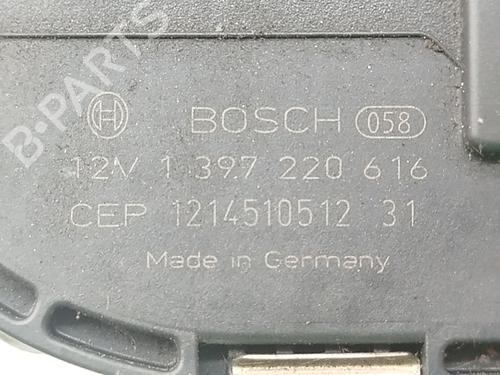 B-PARTS
BOSCH 058
12V 1 397 220 616
CEP 1214510512 31
Made in Germany